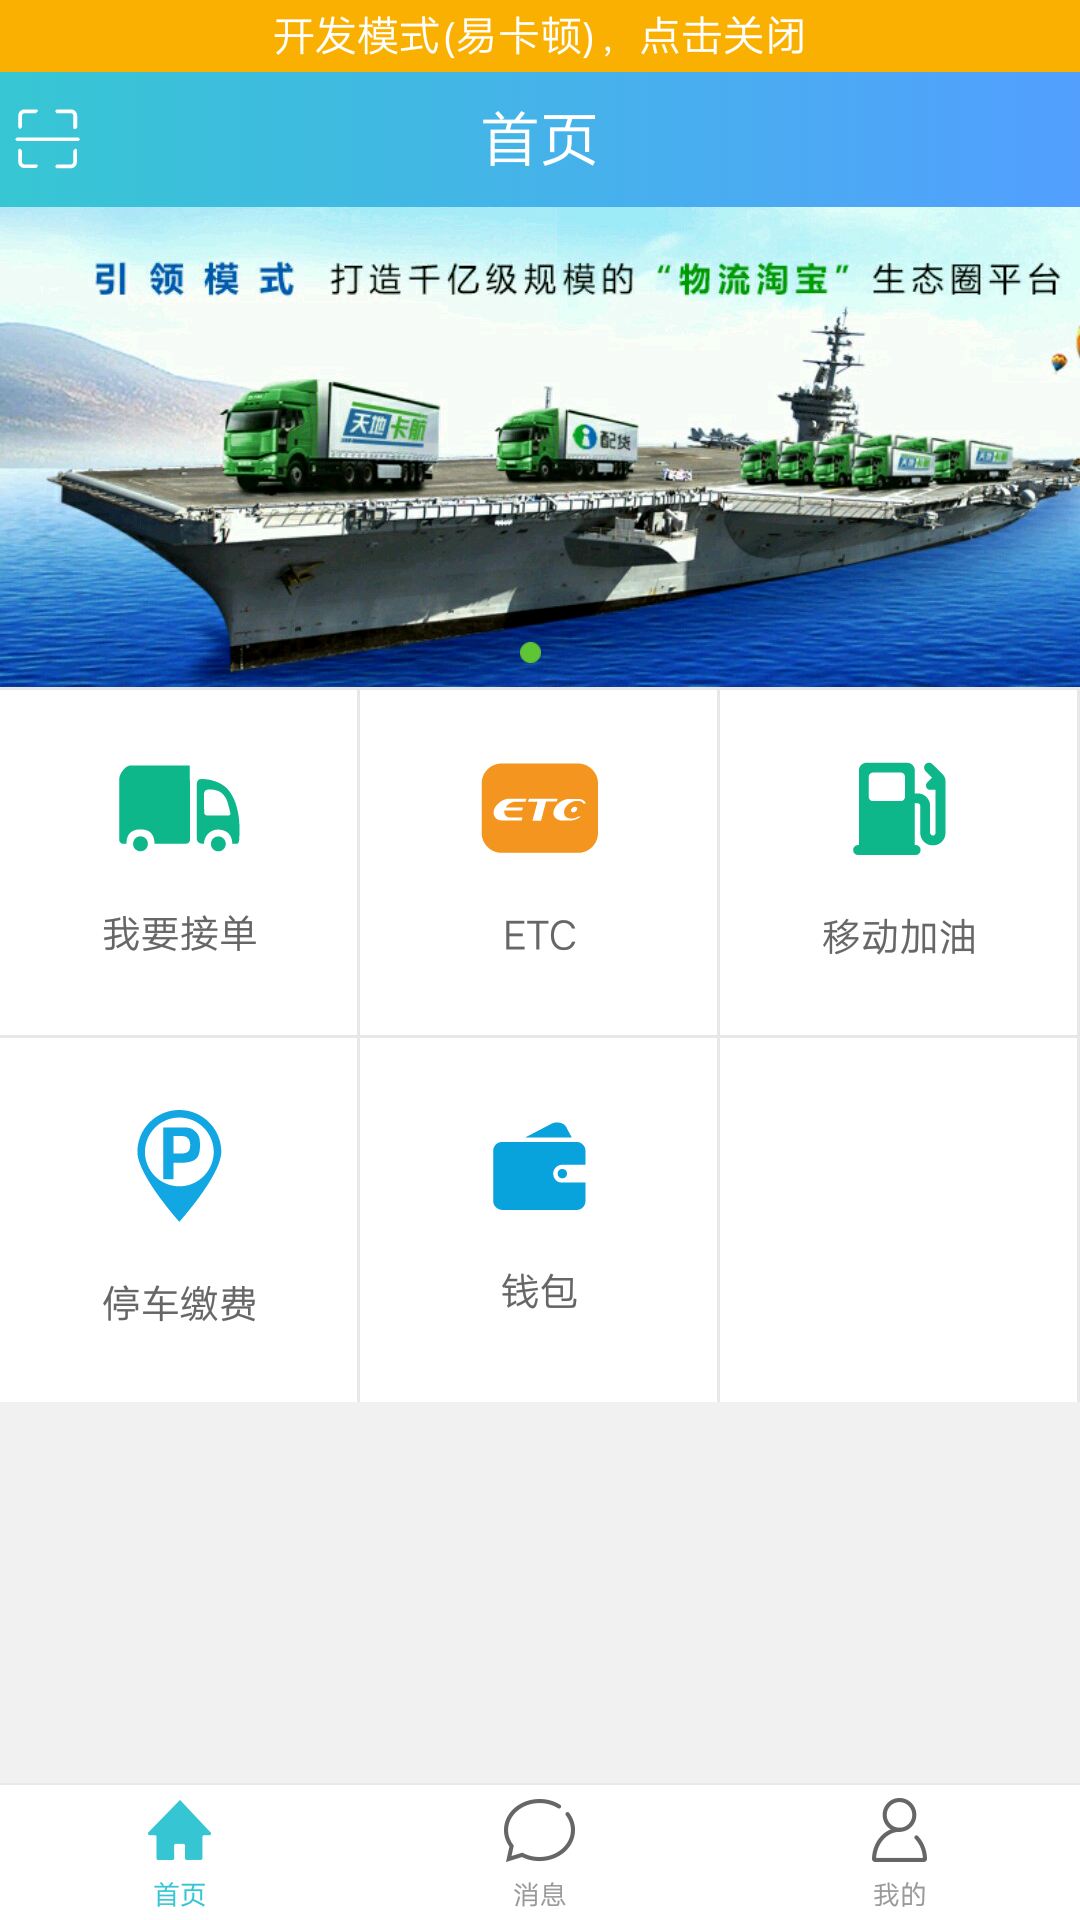 开发模式(易卡顿)，点击关闭
首页
引领模式 打造千亿级规模的“物流淘宝”生态圈平台
天地卡航
配货
ETC
我要接单
ETC
移动加油
P
停车缴费
钱包
首页
消息
我的